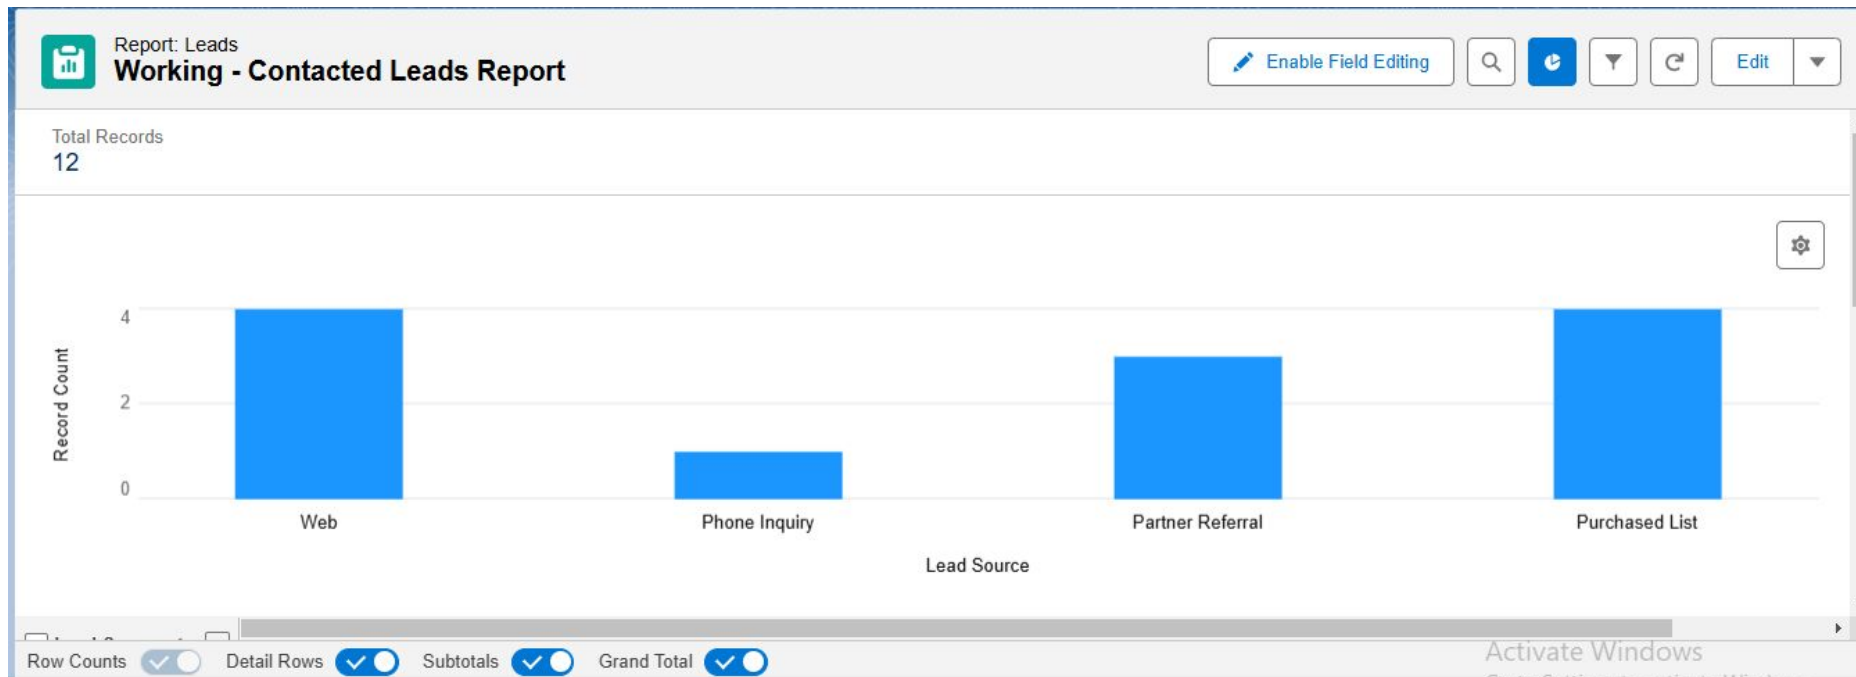 Report: Leads
Working - Contacted Leads Report
Enable Field Editing
Edit
Total Records
12
4
2
0
Record Count
Web
Phone Inquiry
Partner Referral
Purchased List
Lead Source
Row Counts
Detail Rows
Subtotals
Grand Total
Activate Windows